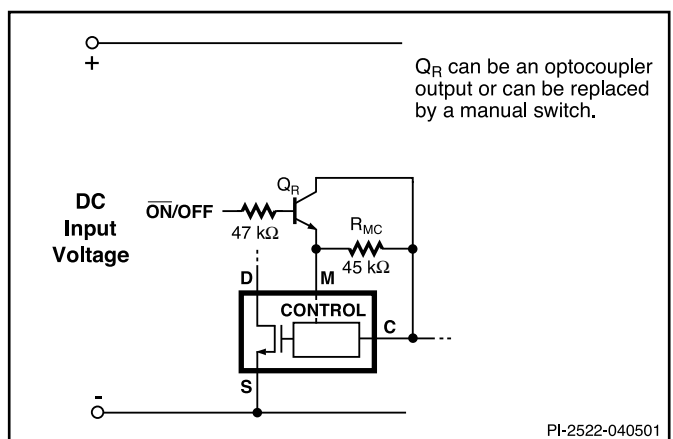 +
Q_R can be an optocoupler
output or can be replaced
by a manual switch.
Q_R
DC
Input
Voltage
O̅N̅/OFF
47 kΩ
R_MC
45 kΩ
D
M
CONTROL
C
S
-
PI-2522-040501